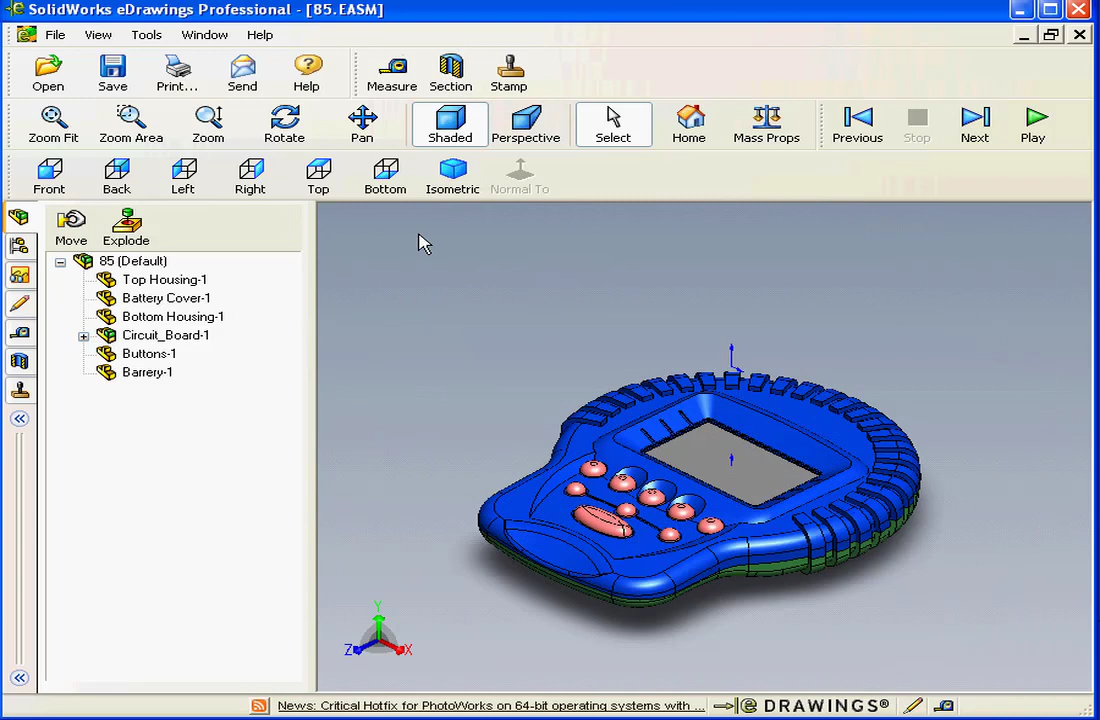 SolidWorks eDrawings Professional - [85.EASM]
File View Tools Window Help
Open Save Print... Send Help Measure Section Stamp
Zoom Fit Zoom Area Zoom Rotate Pan Shaded Perspective Select Home Mass Props Previous Stop Next Play
Front Back Left Right Top Bottom Isometric Normal To
Move Explode
85 (Default)
Top Housing-1
Battery Cover-1
Bottom Housing-1
Circuit_Board-1
Buttons-1
Barrery-1
Y
Z X
News: Critical Hotfix for PhotoWorks on 64-bit operating systems with ... e DRAWINGS®